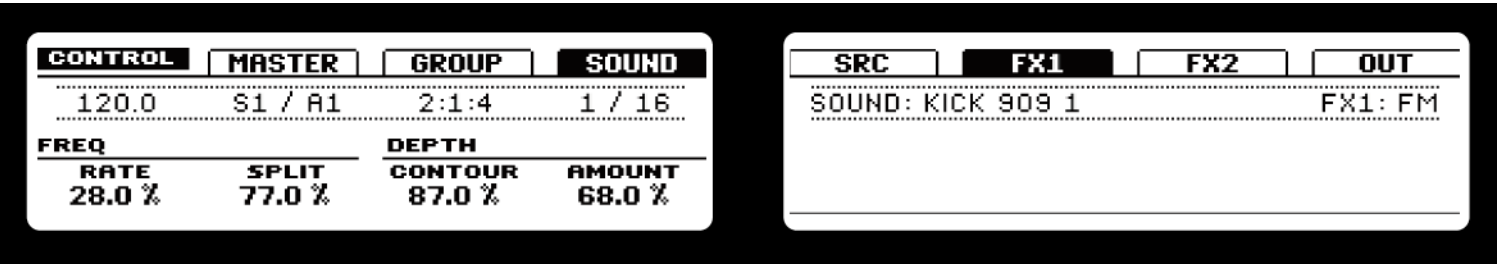 CONTROL MASTER GROUP SOUND
120.0 S1 / A1 2:1:4 1 / 16
FREQ DEPTH
RATE SPLIT CONTOUR AMOUNT
28.0 % 77.0 % 87.0 % 68.0 %
SRC FX1 FX2 OUT
SOUND: KICK 909 1 FX1: FM